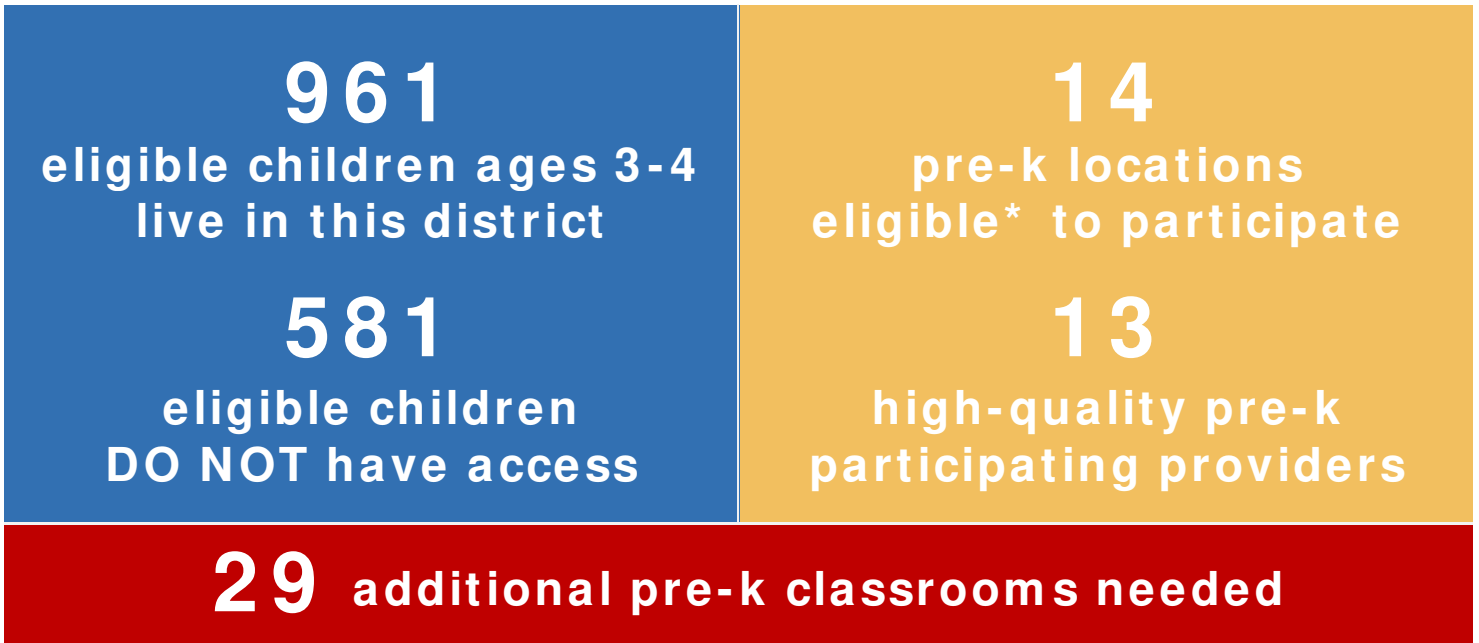 961
eligible children ages 3-4
live in this district
581
eligible children
DO NOT have access
14
pre-k locations
eligible* to participate
13
high-quality pre-k
participating providers
29 additional pre-k classrooms needed